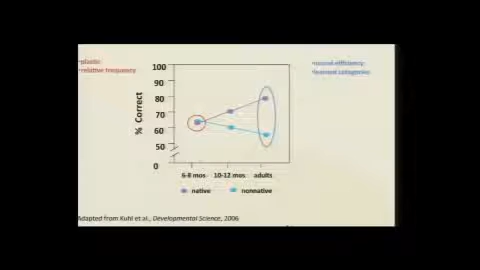 •plastic
•relative frequency
•neural efficiency
•learned categories
% Correct
100
90
80
70
60
50
0
6-8 mos 10-12 mos adults
native nonnative
Adapted from Kuhl et al., Developmental Science, 2006